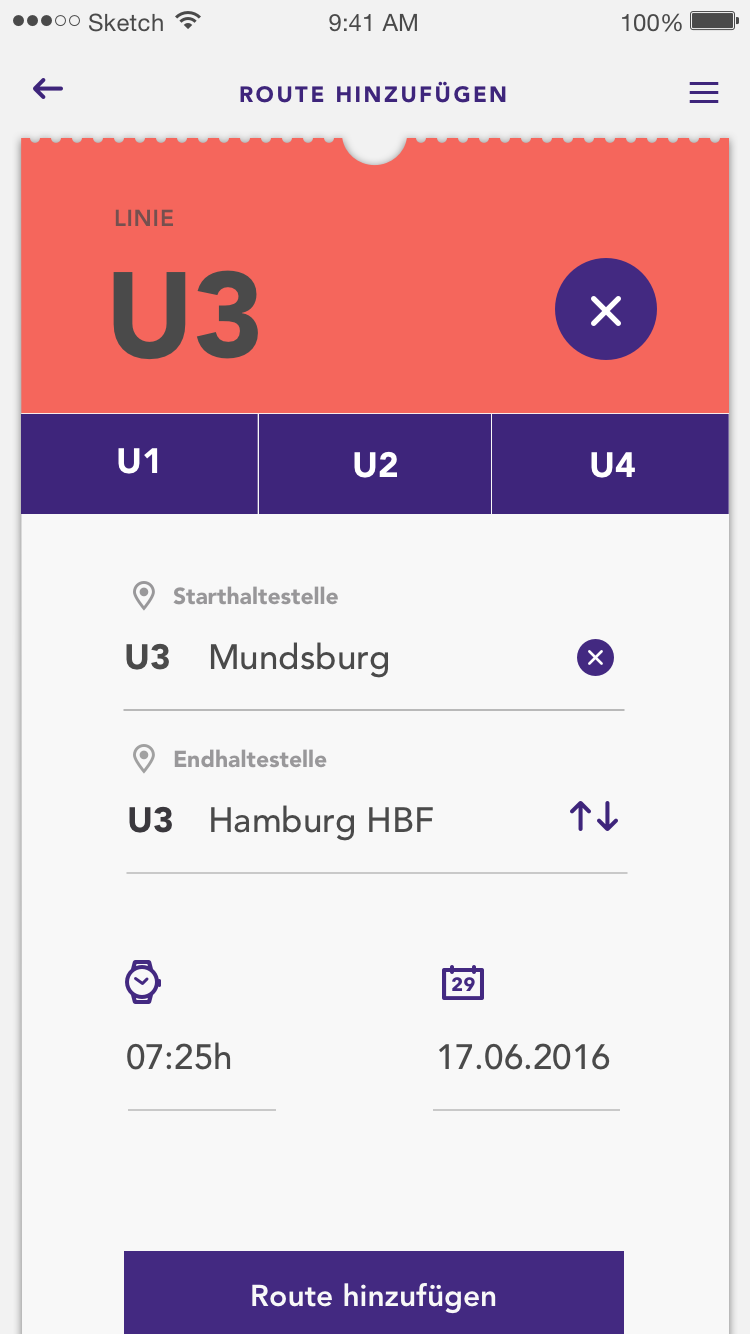 Sketch 9:41 AM 100%
ROUTE HINZUFÜGEN
LINIE
U3
U1 U2 U4
Starthaltestelle
U3 Mundsburg
Endhaltestelle
U3 Hamburg HBF
29
07:25h 17.06.2016
Route hinzufügen